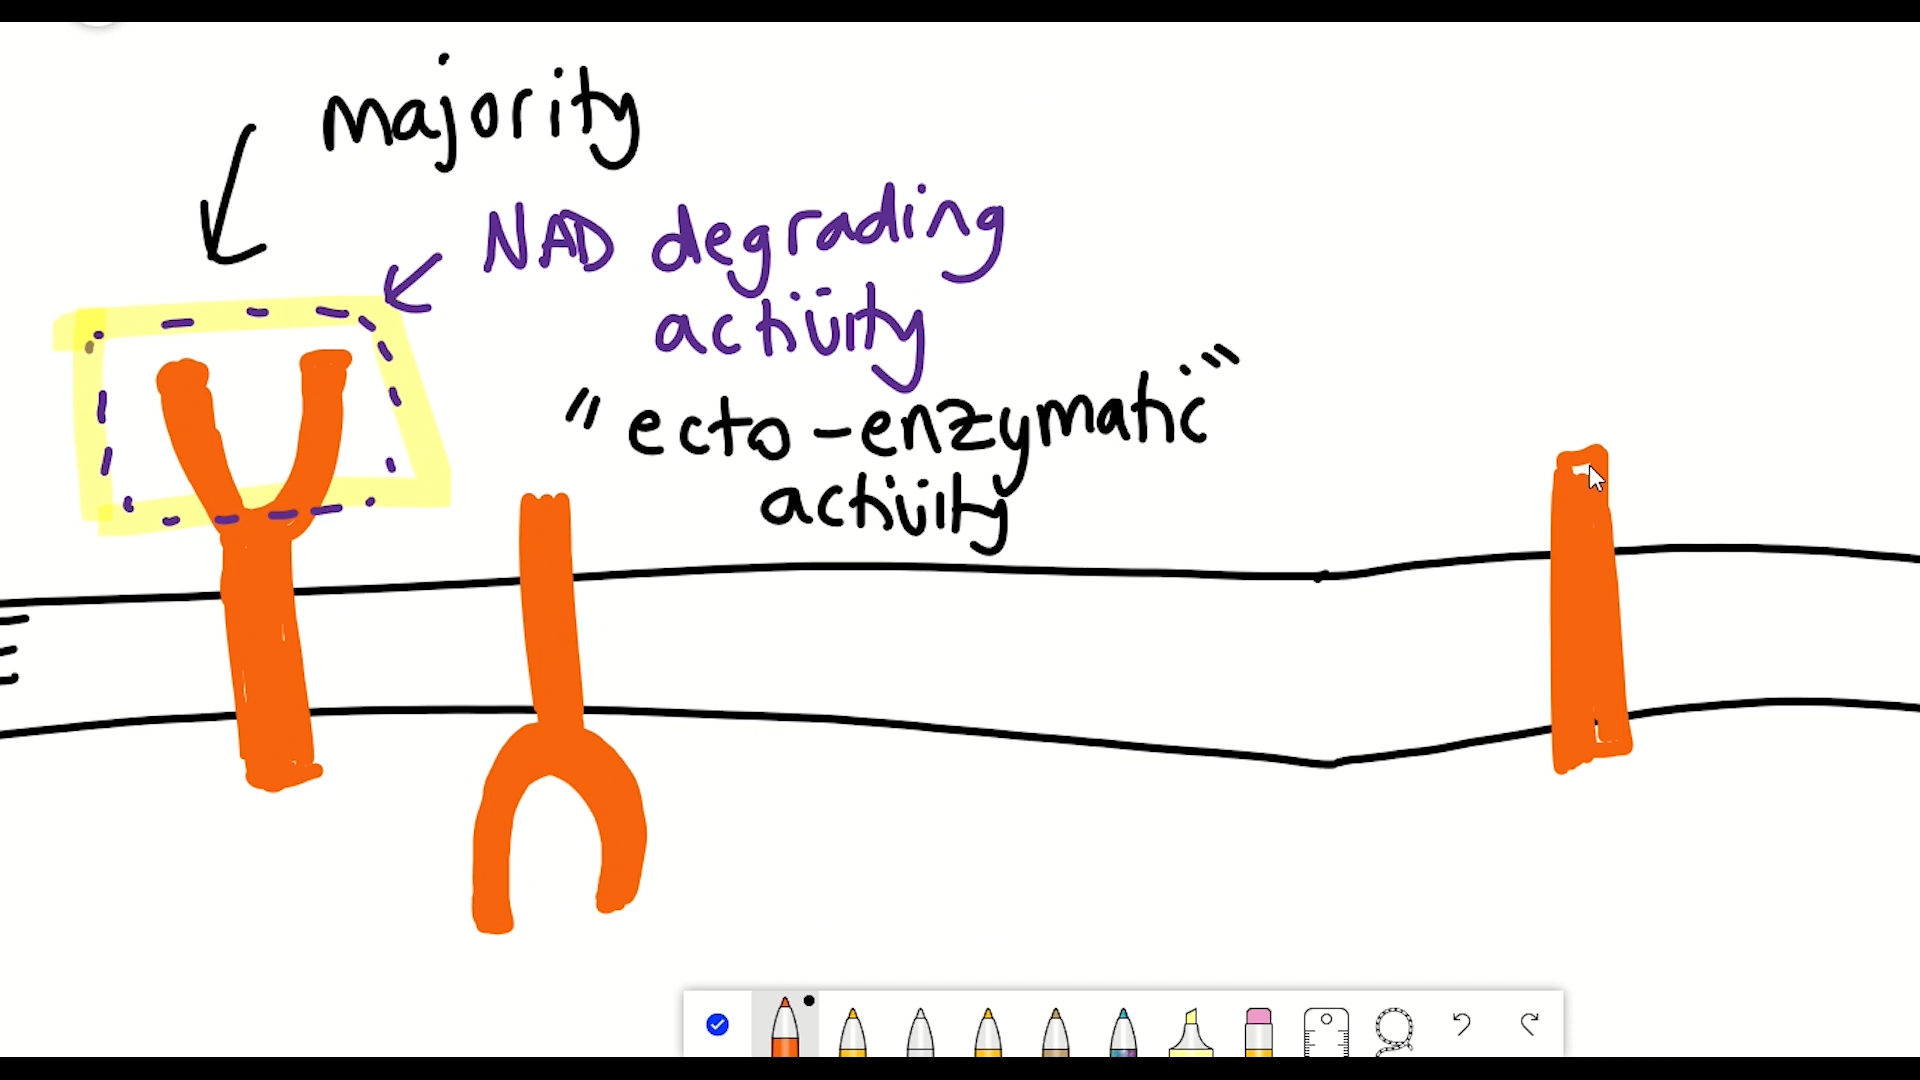 majority
NAD degrading
activity
"ecto-enzymatic"
activity